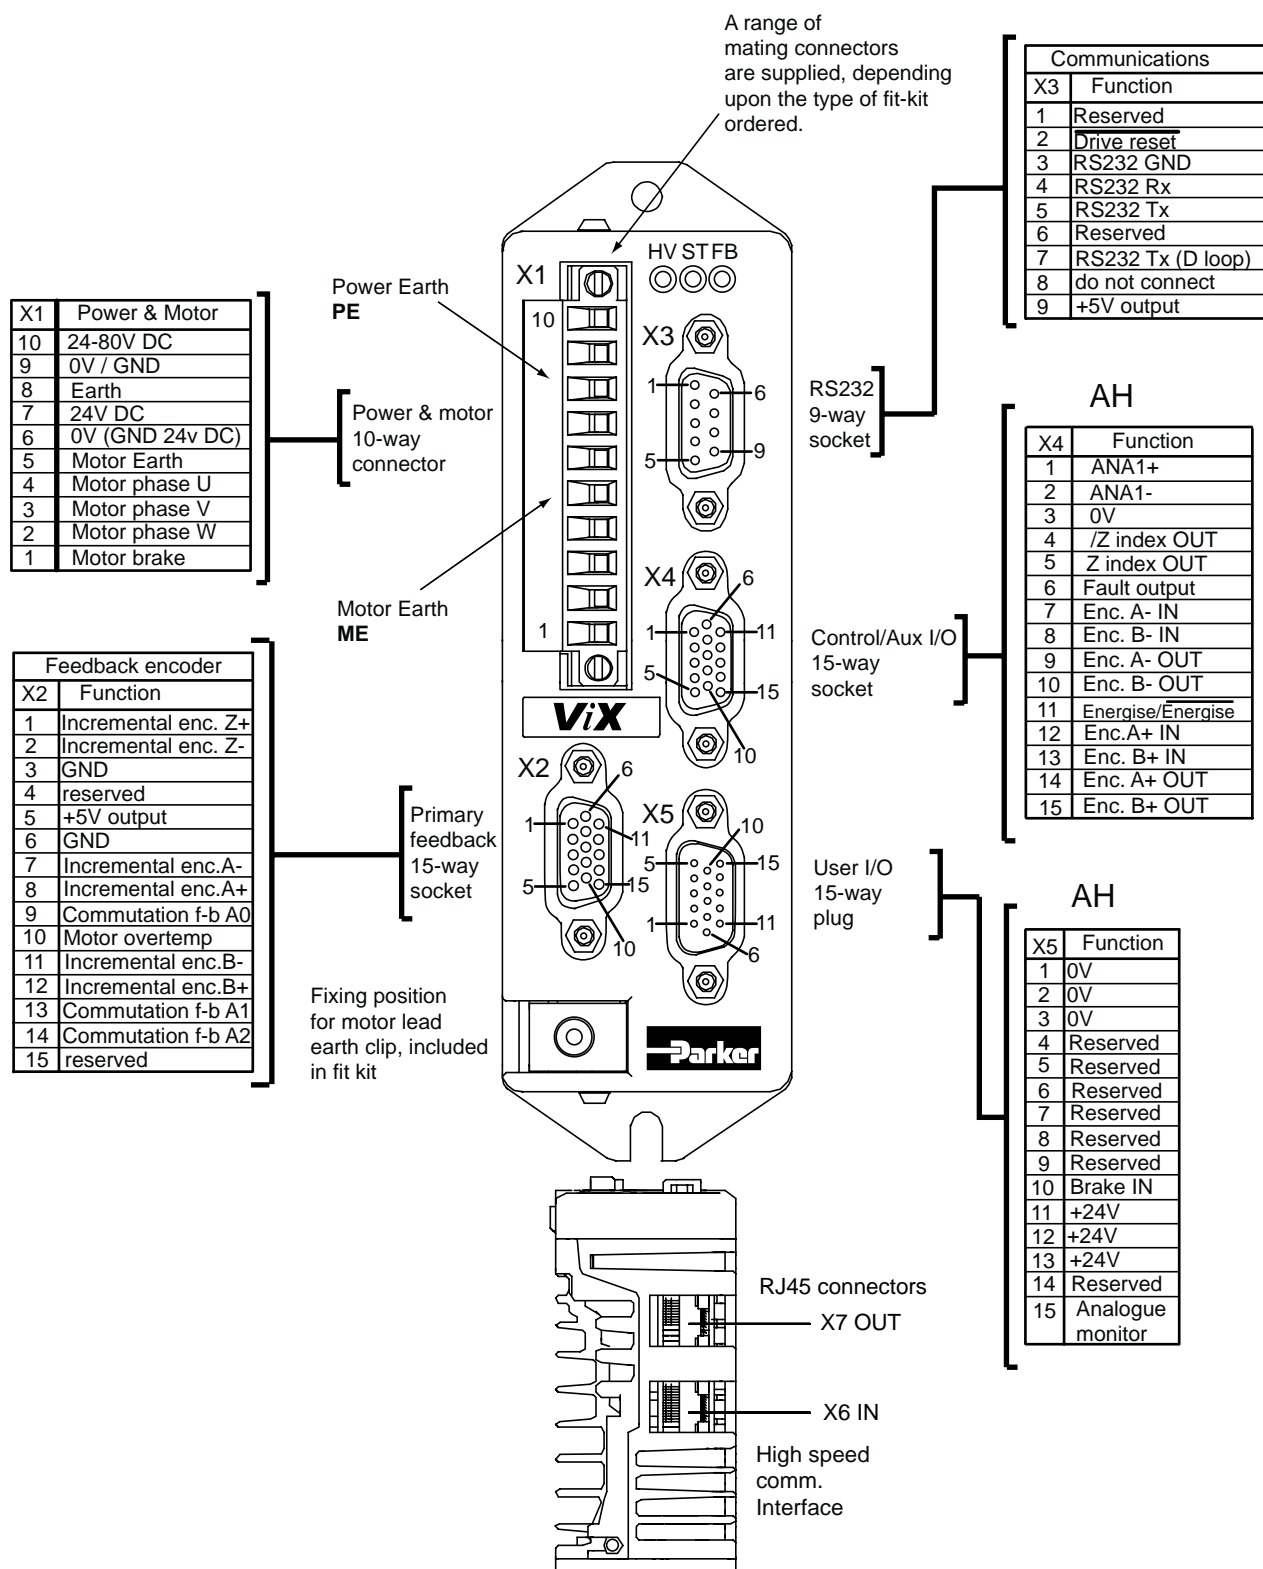 A range of
mating connectors
are supplied, depending
upon the type of fit-kit
ordered.
Communications
X3 Function
1 Reserved
2 Drive reset
3 RS232 GND
4 RS232 Rx
5 RS232 Tx
6 Reserved
7 RS232 Tx (D loop)
8 do not connect
9 +5V output
HV ST FB
X1
10
1
Power Earth
PE
X1 Power & Motor
10 24-80V DC
9 0V / GND
8 Earth
7 24V DC
6 0V (GND 24v DC)
5 Motor Earth
4 Motor phase U
3 Motor phase V
2 Motor phase W
1 Motor brake
Power & motor
10-way
connector
Motor Earth
ME
X3
1
6
5
9
RS232
9-way
socket
AH
X4 Function
1 ANA1+
2 ANA1-
3 0V
4 /Z index OUT
5 Z index OUT
6 Fault output
7 Enc. A- IN
8 Enc. B- IN
9 Enc. A- OUT
10 Enc. B- OUT
11 Energise/Energise
12 Enc.A+ IN
13 Enc. B+ IN
14 Enc. A+ OUT
15 Enc. B+ OUT
X4
6
1
11
5
15
10
Control/Aux I/O
15-way
socket
ViX
Feedback encoder
X2 Function
1 Incremental enc. Z+
2 Incremental enc. Z-
3 GND
4 reserved
5 +5V output
6 GND
7 Incremental enc.A-
8 Incremental enc.A+
9 Commutation f-b A0
10 Motor overtemp
11 Incremental enc.B-
12 Incremental enc.B+
13 Commutation f-b A1
14 Commutation f-b A2
15 reserved
Primary
feedback
15-way
socket
X2
6
1
11
5
15
10
X5
10
5
15
1
11
6
User I/O
15-way
plug
AH
X5 Function
1 0V
2 0V
3 0V
4 Reserved
5 Reserved
6 Reserved
7 Reserved
8 Reserved
9 Reserved
10 Brake IN
11 +24V
12 +24V
13 +24V
14 Reserved
15 Analogue
monitor
Fixing position
for motor lead
earth clip, included
in fit kit
Parker
RJ45 connectors
X7 OUT
X6 IN
High speed
comm.
Interface